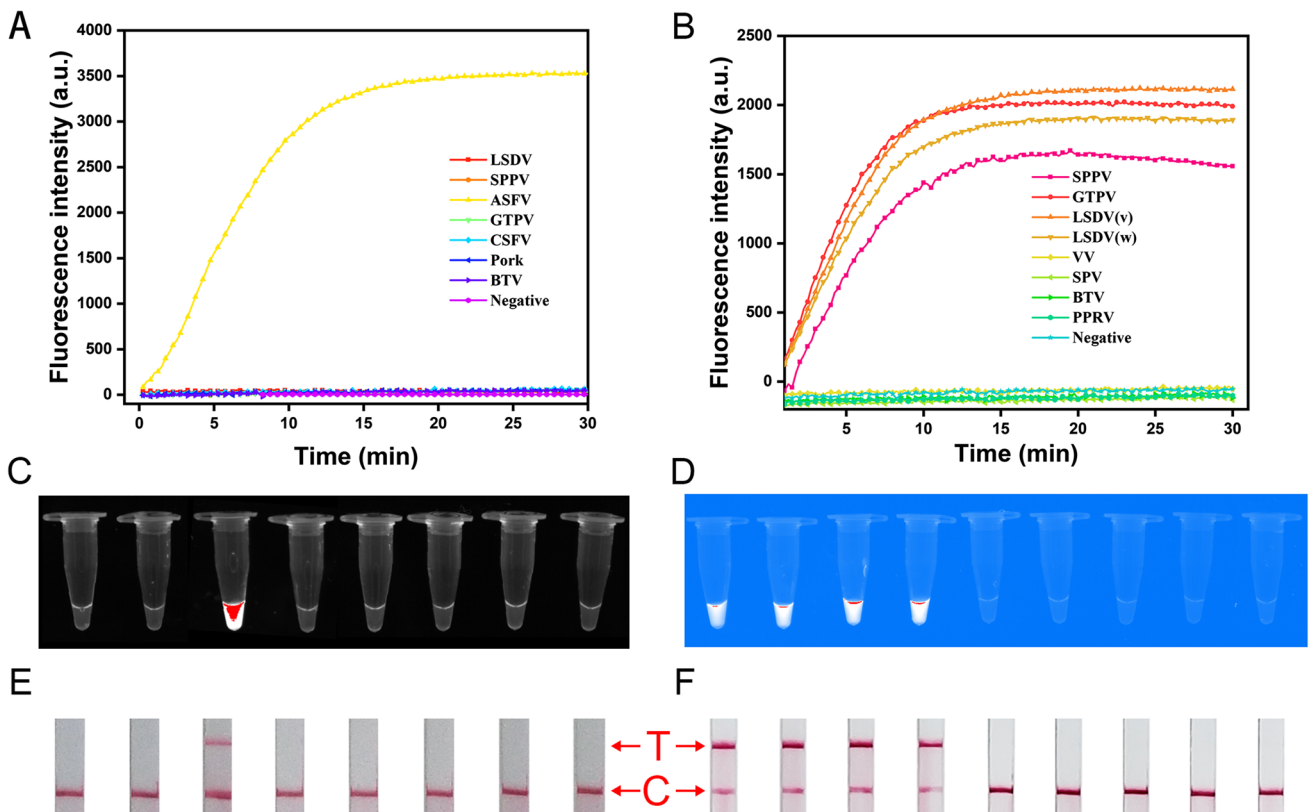 A
Fluorescence intensity (a.u.)
4000
3500
3000
2500
2000
1500
1000
500
0
0 5 10 15 20 25 30
Time (min)
LSDV
SPPV
ASFV
GTPV
CSFV
Pork
BTV
Negative
B
Fluorescence intensity (a.u.)
2500
2000
1500
1000
500
0
5 10 15 20 25 30
Time (min)
SPPV
GTPV
LSDV(v)
LSDV(w)
VV
SPV
BTV
PPRV
Negative
C
D
E
F
T
C